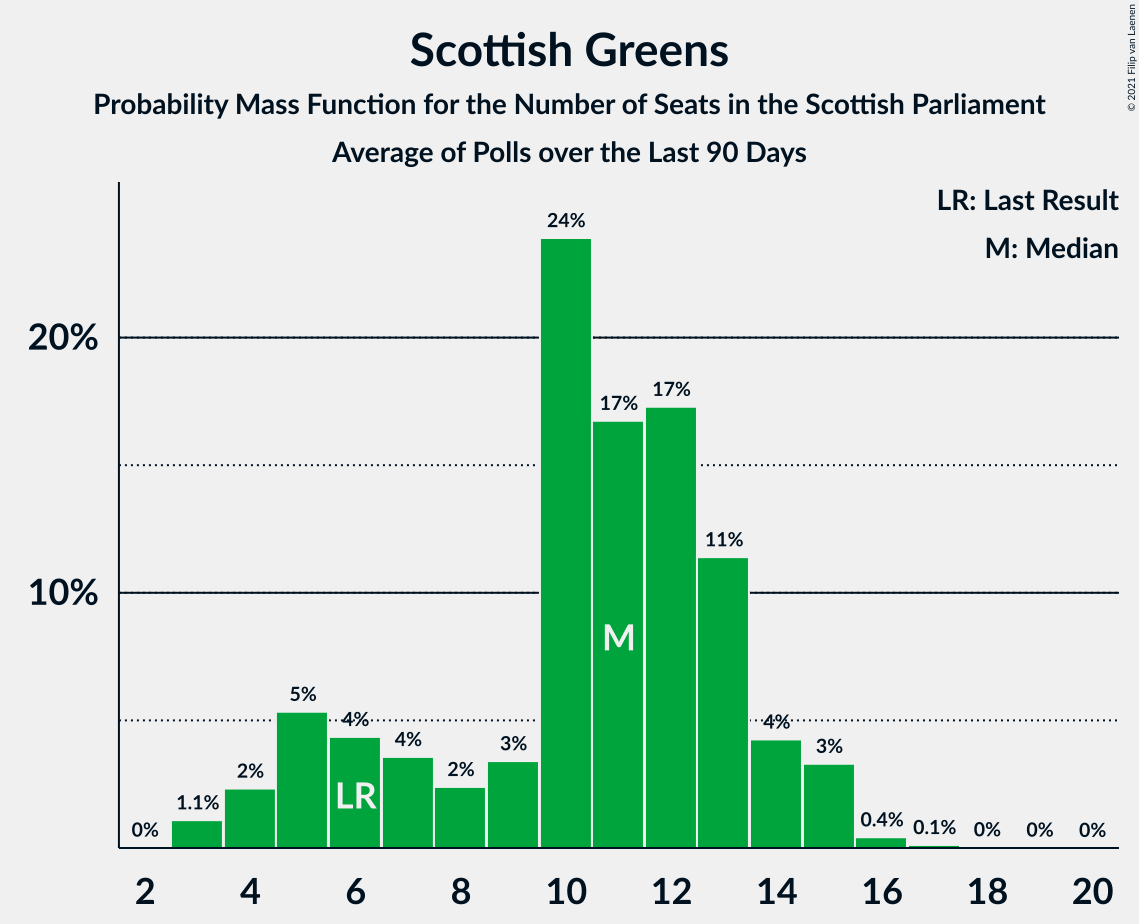 Scottish Greens
Probability Mass Function for the Number of Seats in the Scottish Parliament
Average of Polls over the Last 90 Days
© 2021 Filip van Laenen
LR: Last Result
M: Median
20%
10%
0%
1.1%
2%
5%
4%
4%
2%
3%
24%
17%
17%
11%
4%
3%
0.4%
0.1%
0%
0%
0%
LR
M
2 4 6 8 10 12 14 16 18 20